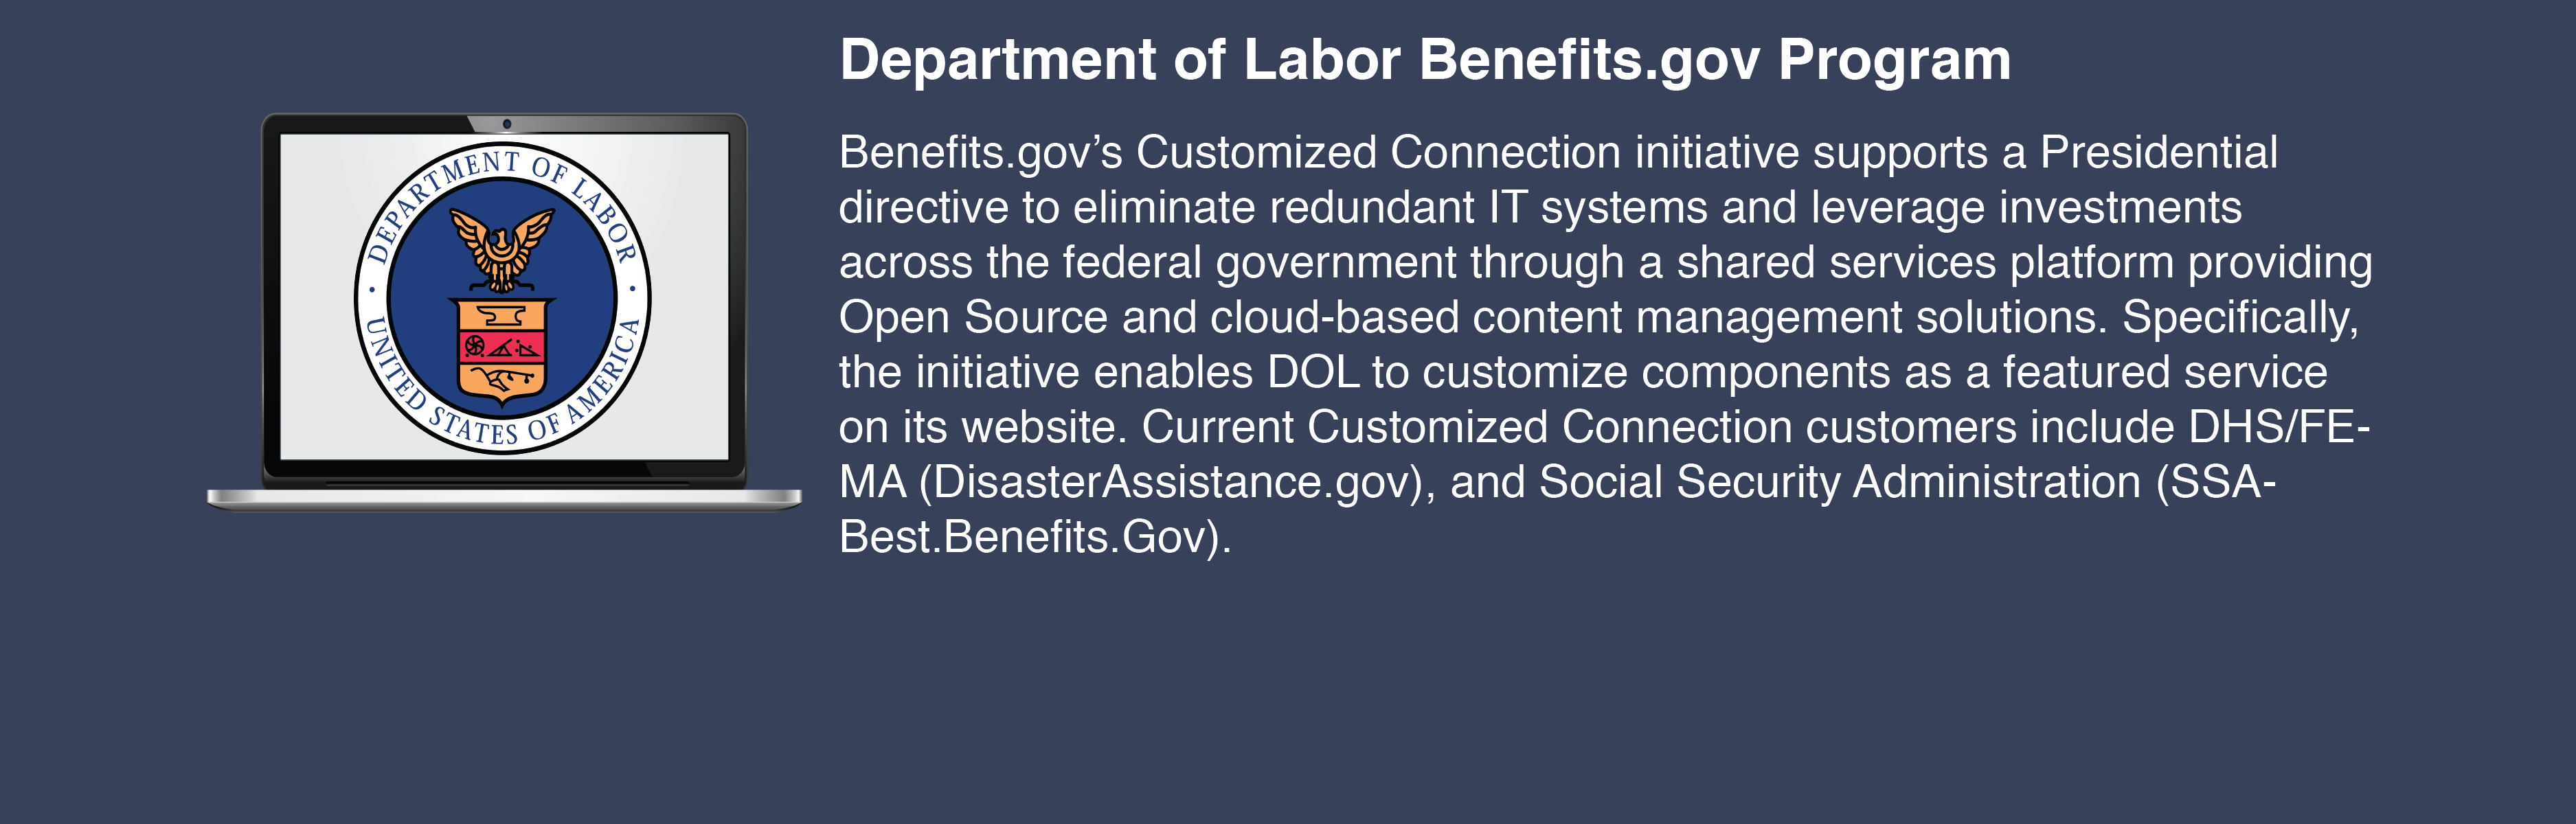 DEPARTMENT OF LABOR
UNITED STATES OF AMERICA
Department of Labor Benefits.gov Program
Benefits.gov’s Customized Connection initiative supports a Presidential
directive to eliminate redundant IT systems and leverage investments
across the federal government through a shared services platform providing
Open Source and cloud-based content management solutions. Specifically,
the initiative enables DOL to customize components as a featured service
on its website. Current Customized Connection customers include DHS/FE-
MA (DisasterAssistance.gov), and Social Security Administration (SSA-
Best.Benefits.Gov).